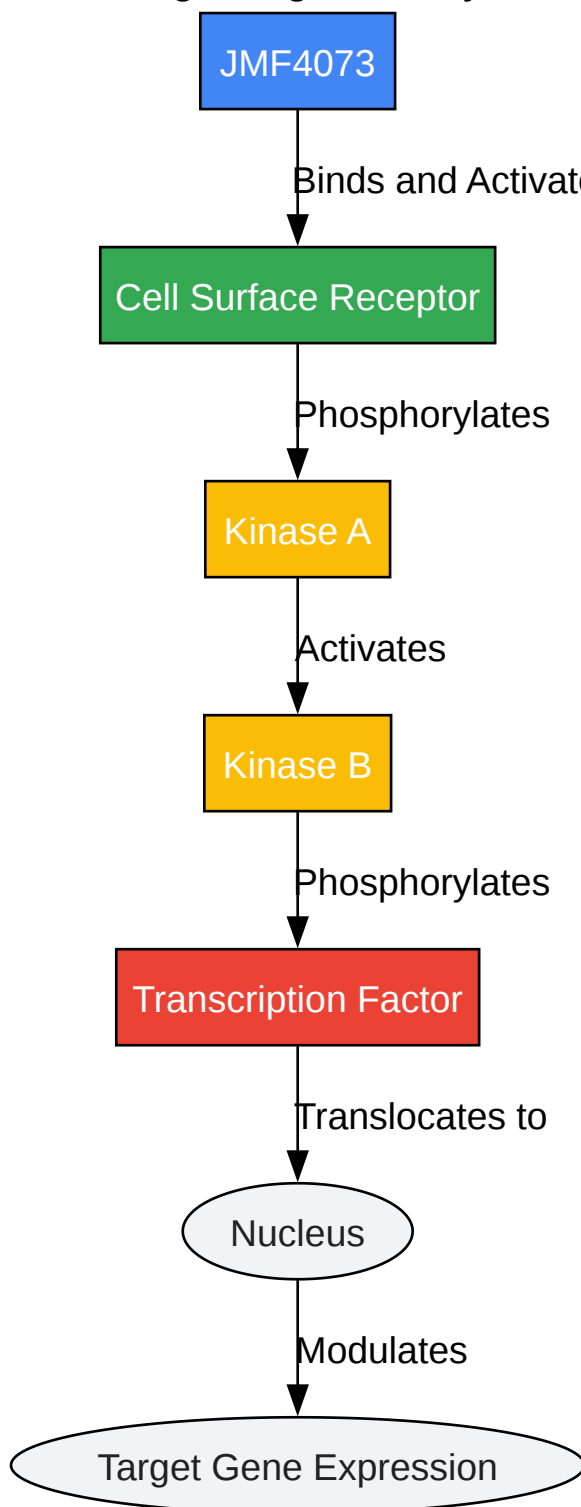 JMF4073
Binds and Activate
Cell Surface Receptor
Phosphorylates
Kinase A
Activates
Kinase B
Phosphorylates
Transcription Factor
Translocates to
Nucleus
Modulates
Target Gene Expression